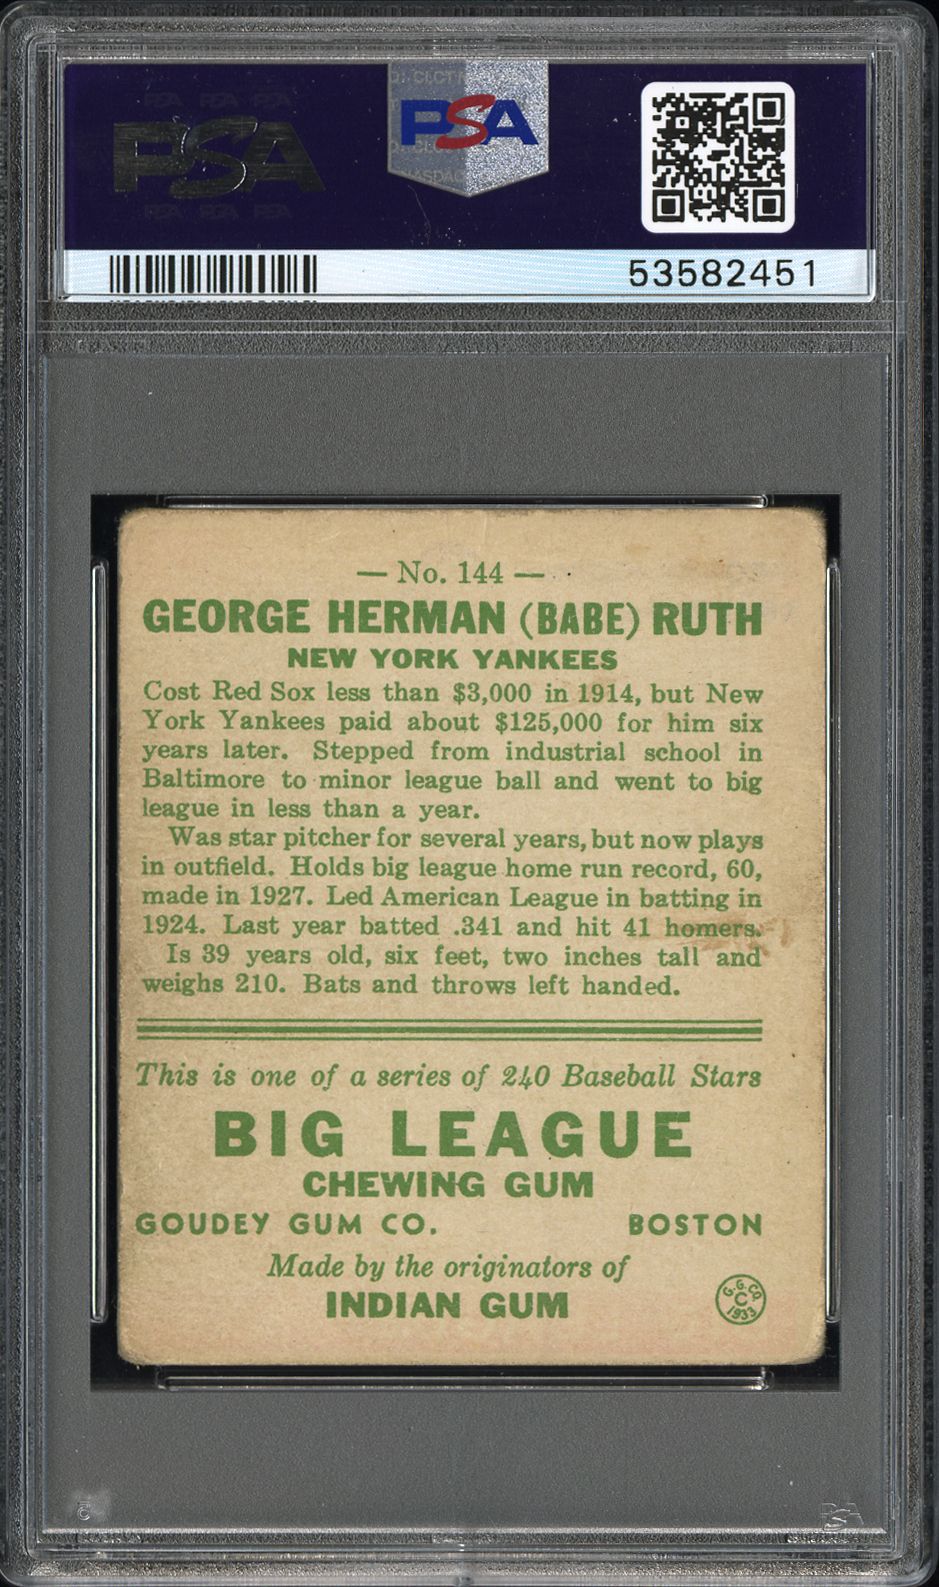 PSA
PSA
53582451
— No. 144 —
GEORGE HERMAN (BABE) RUTH
NEW YORK YANKEES
Cost Red Sox less than $3,000 in 1914, but New
York Yankees paid about $125,000 for him six
years later. Stepped from industrial school in
Baltimore to minor league ball and went to big
league in less than a year.
Was star pitcher for several years, but now plays
in outfield. Holds big league home run record, 60,
made in 1927. Led American League in batting in
1924. Last year batted .341 and hit 41 homers.
Is 39 years old, six feet, two inches tall and
weighs 210. Bats and throws left handed.
This is one of a series of 240 Baseball Stars
BIG LEAGUE
CHEWING GUM
GOUDEY GUM CO. BOSTON
Made by the originators of
INDIAN GUM
G.G.CO.
C
1933
PSA